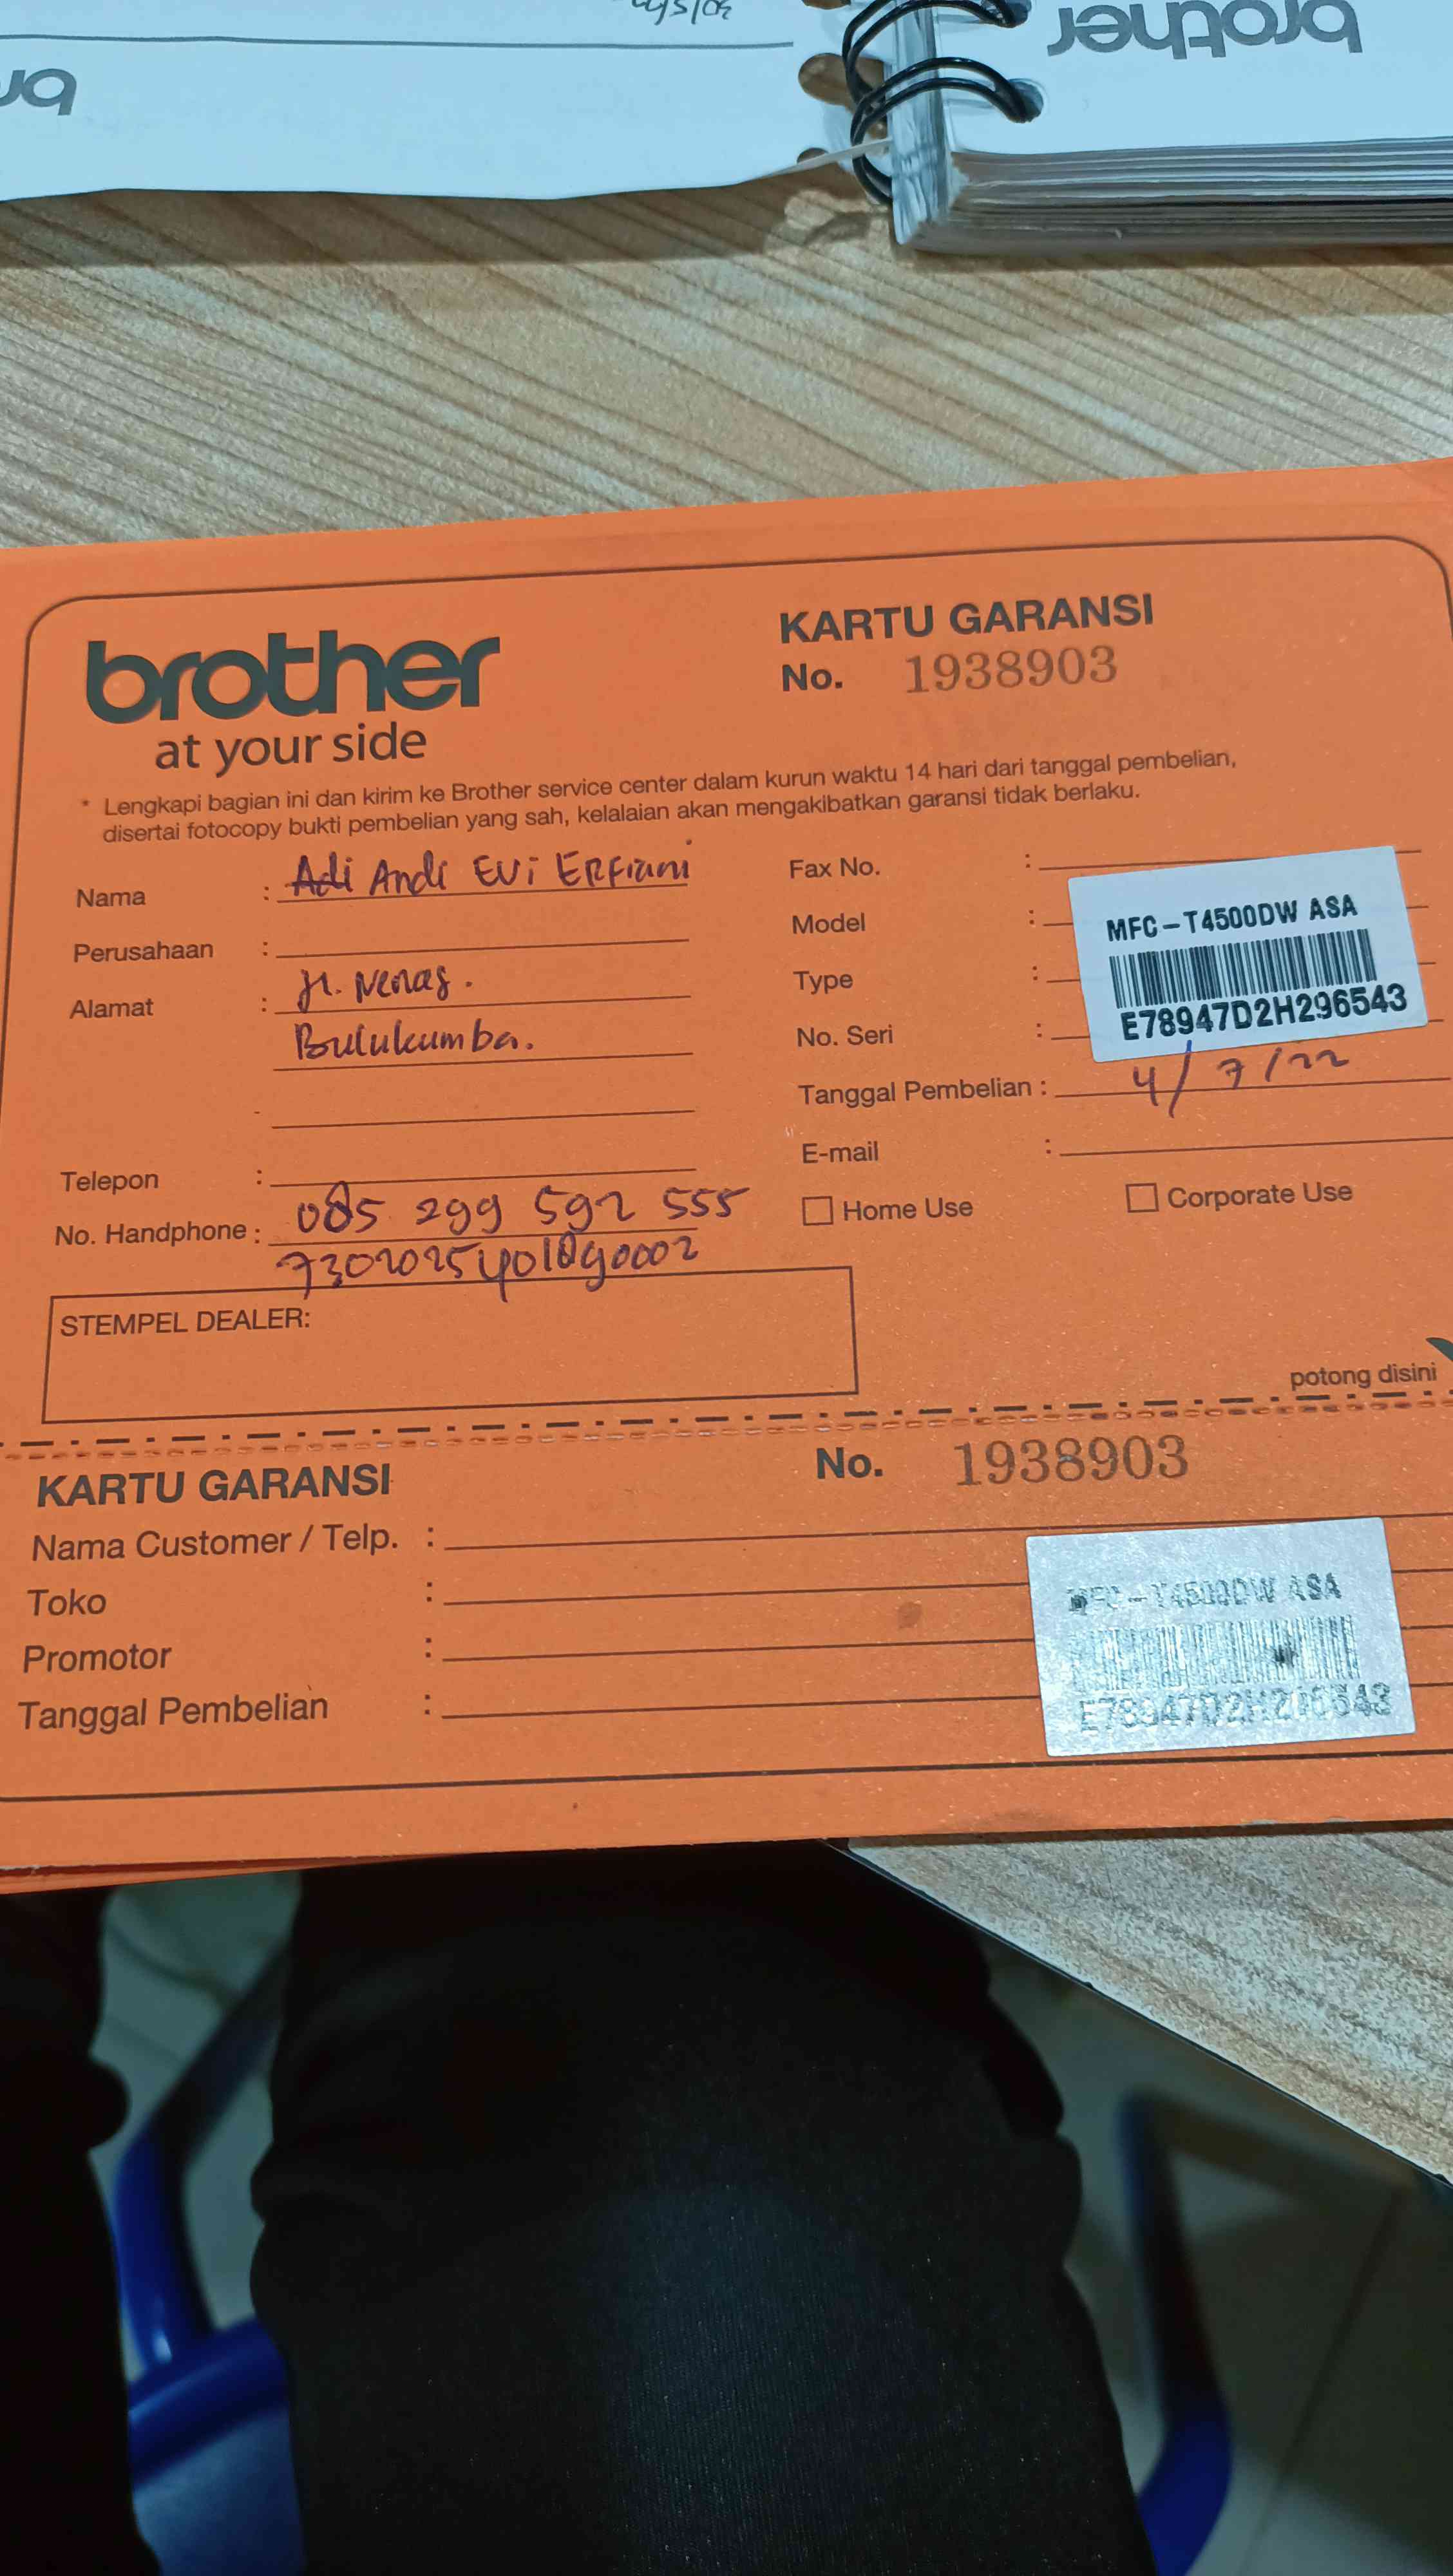 brother
brother
at your side
KARTU GARANSI
No. 1938903
* Lengkapi bagian ini dan kirim ke Brother service center dalam kurun waktu 14 hari dari tanggal pembelian,
disertai fotocopy bukti pembelian yang sah, kelalaian akan mengakibatkan garansi tidak berlaku.
Nama : Adi Andi Evi ERFiani
Perusahaan :
Alamat : Jl. Nenas.
Bulukumba.
Telepon :
No. Handphone : 085 299 592 555
Fax No. :
Model : MFC-T4500DW ASA
Type :
No. Seri : E78947D2H296543
Tanggal Pembelian : 4/7/22
E-mail :
Home Use Corporate Use
STEMPEL DEALER:
potong disini
KARTU GARANSI
No. 1938903
Nama Customer / Telp. :
Toko :
Promotor :
Tanggal Pembelian :
MFC-T4500DW ASA
E78947D2H296543